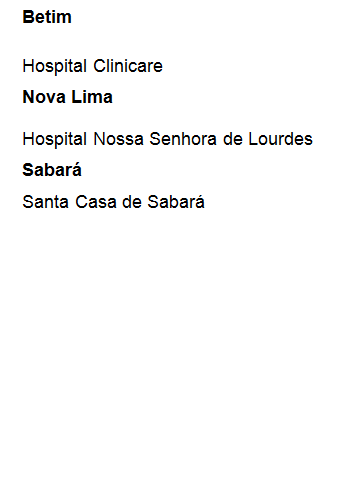 Betim
Hospital Clinicare
Nova Lima
Hospital Nossa Senhora de Lourdes
Sabará
Santa Casa de Sabará